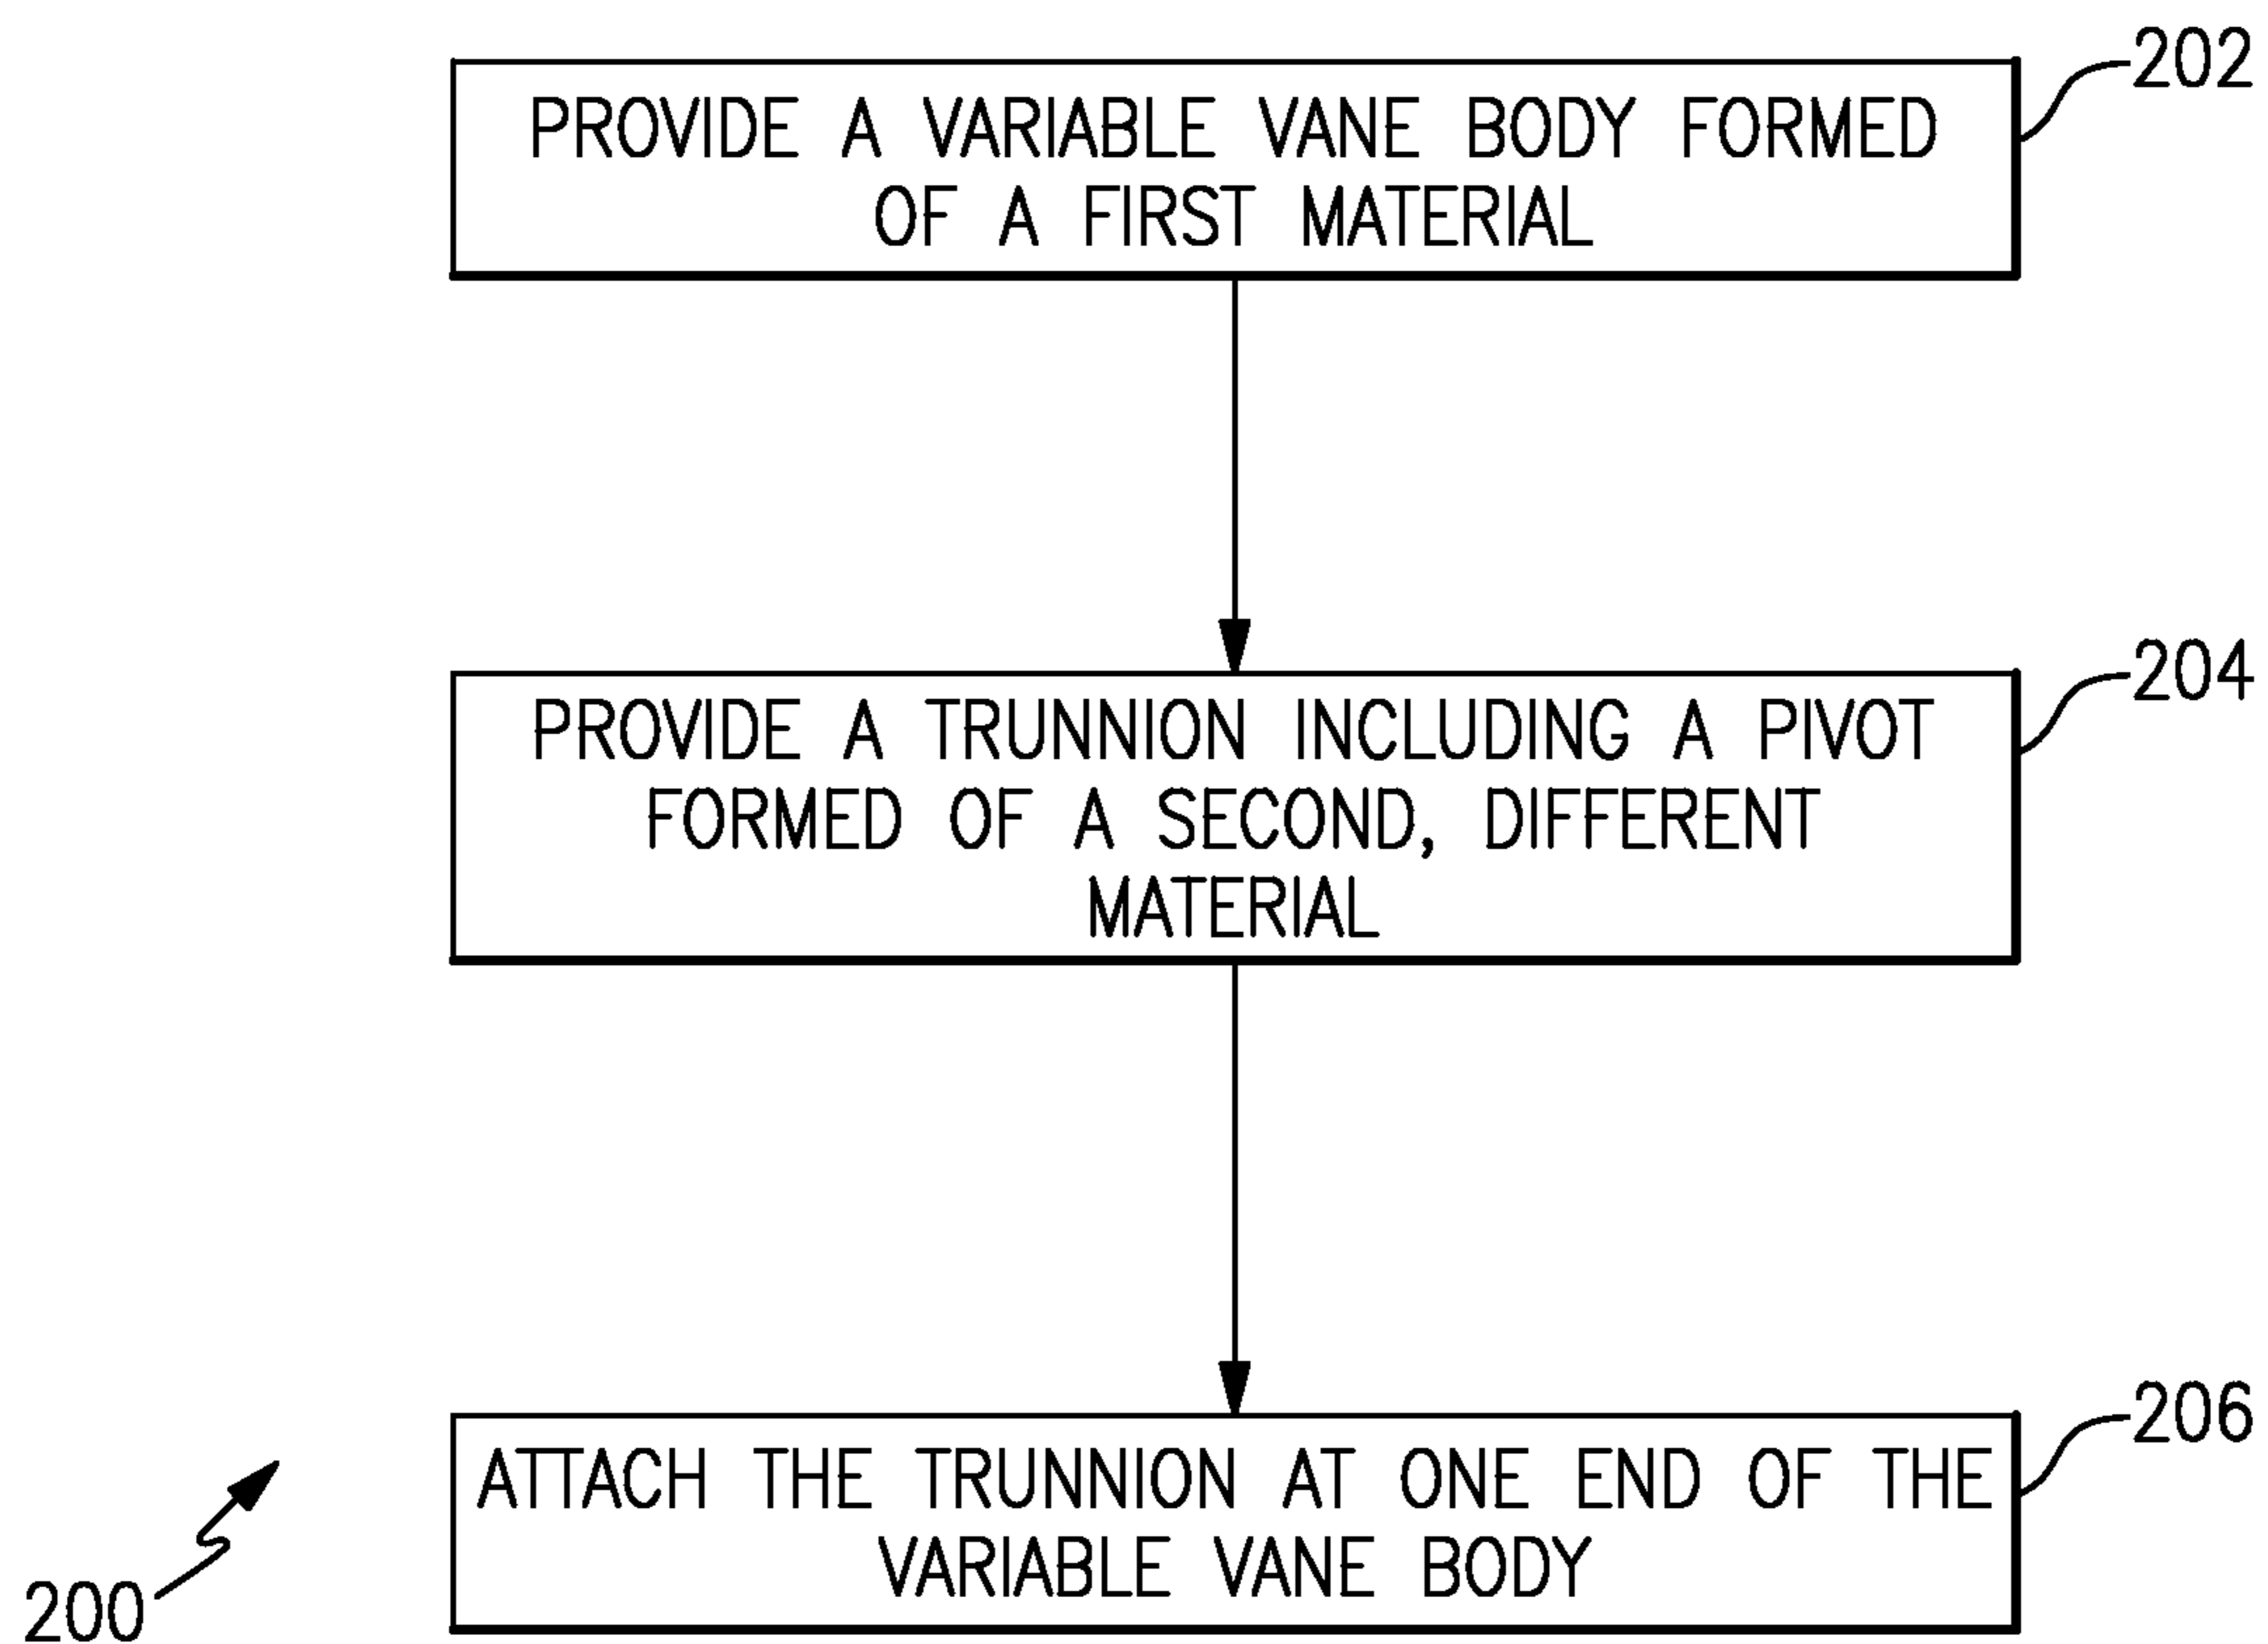 202
PROVIDE A VARIABLE VANE BODY FORMED
OF A FIRST MATERIAL
204
PROVIDE A TRUNNION INCLUDING A PIVOT
FORMED OF A SECOND, DIFFERENT
MATERIAL
206
ATTACH THE TRUNNION AT ONE END OF THE
VARIABLE VANE BODY
200